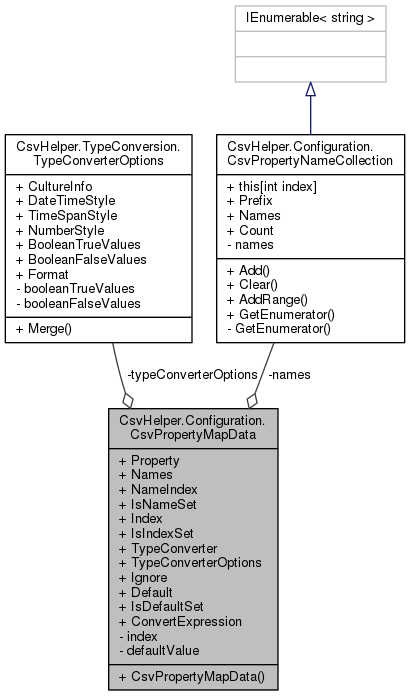 IEnumerable< string >
CsvHelper.TypeConversion.
TypeConverterOptions
+ CultureInfo
+ DateTimeStyle
+ TimeSpanStyle
+ NumberStyle
+ BooleanTrueValues
+ BooleanFalseValues
+ Format
- booleanTrueValues
- booleanFalseValues
+ Merge()
CsvHelper.Configuration.
CsvPropertyNameCollection
+ this[int index]
+ Prefix
+ Names
+ Count
- names
+ Add()
+ Clear()
+ AddRange()
+ GetEnumerator()
- GetEnumerator()
-typeConverterOptions
-names
CsvHelper.Configuration.
CsvPropertyMapData
+ Property
+ Names
+ NameIndex
+ IsNameSet
+ Index
+ IsIndexSet
+ TypeConverter
+ TypeConverterOptions
+ Ignore
+ Default
+ IsDefaultSet
+ ConvertExpression
- index
- defaultValue
+ CsvPropertyMapData()